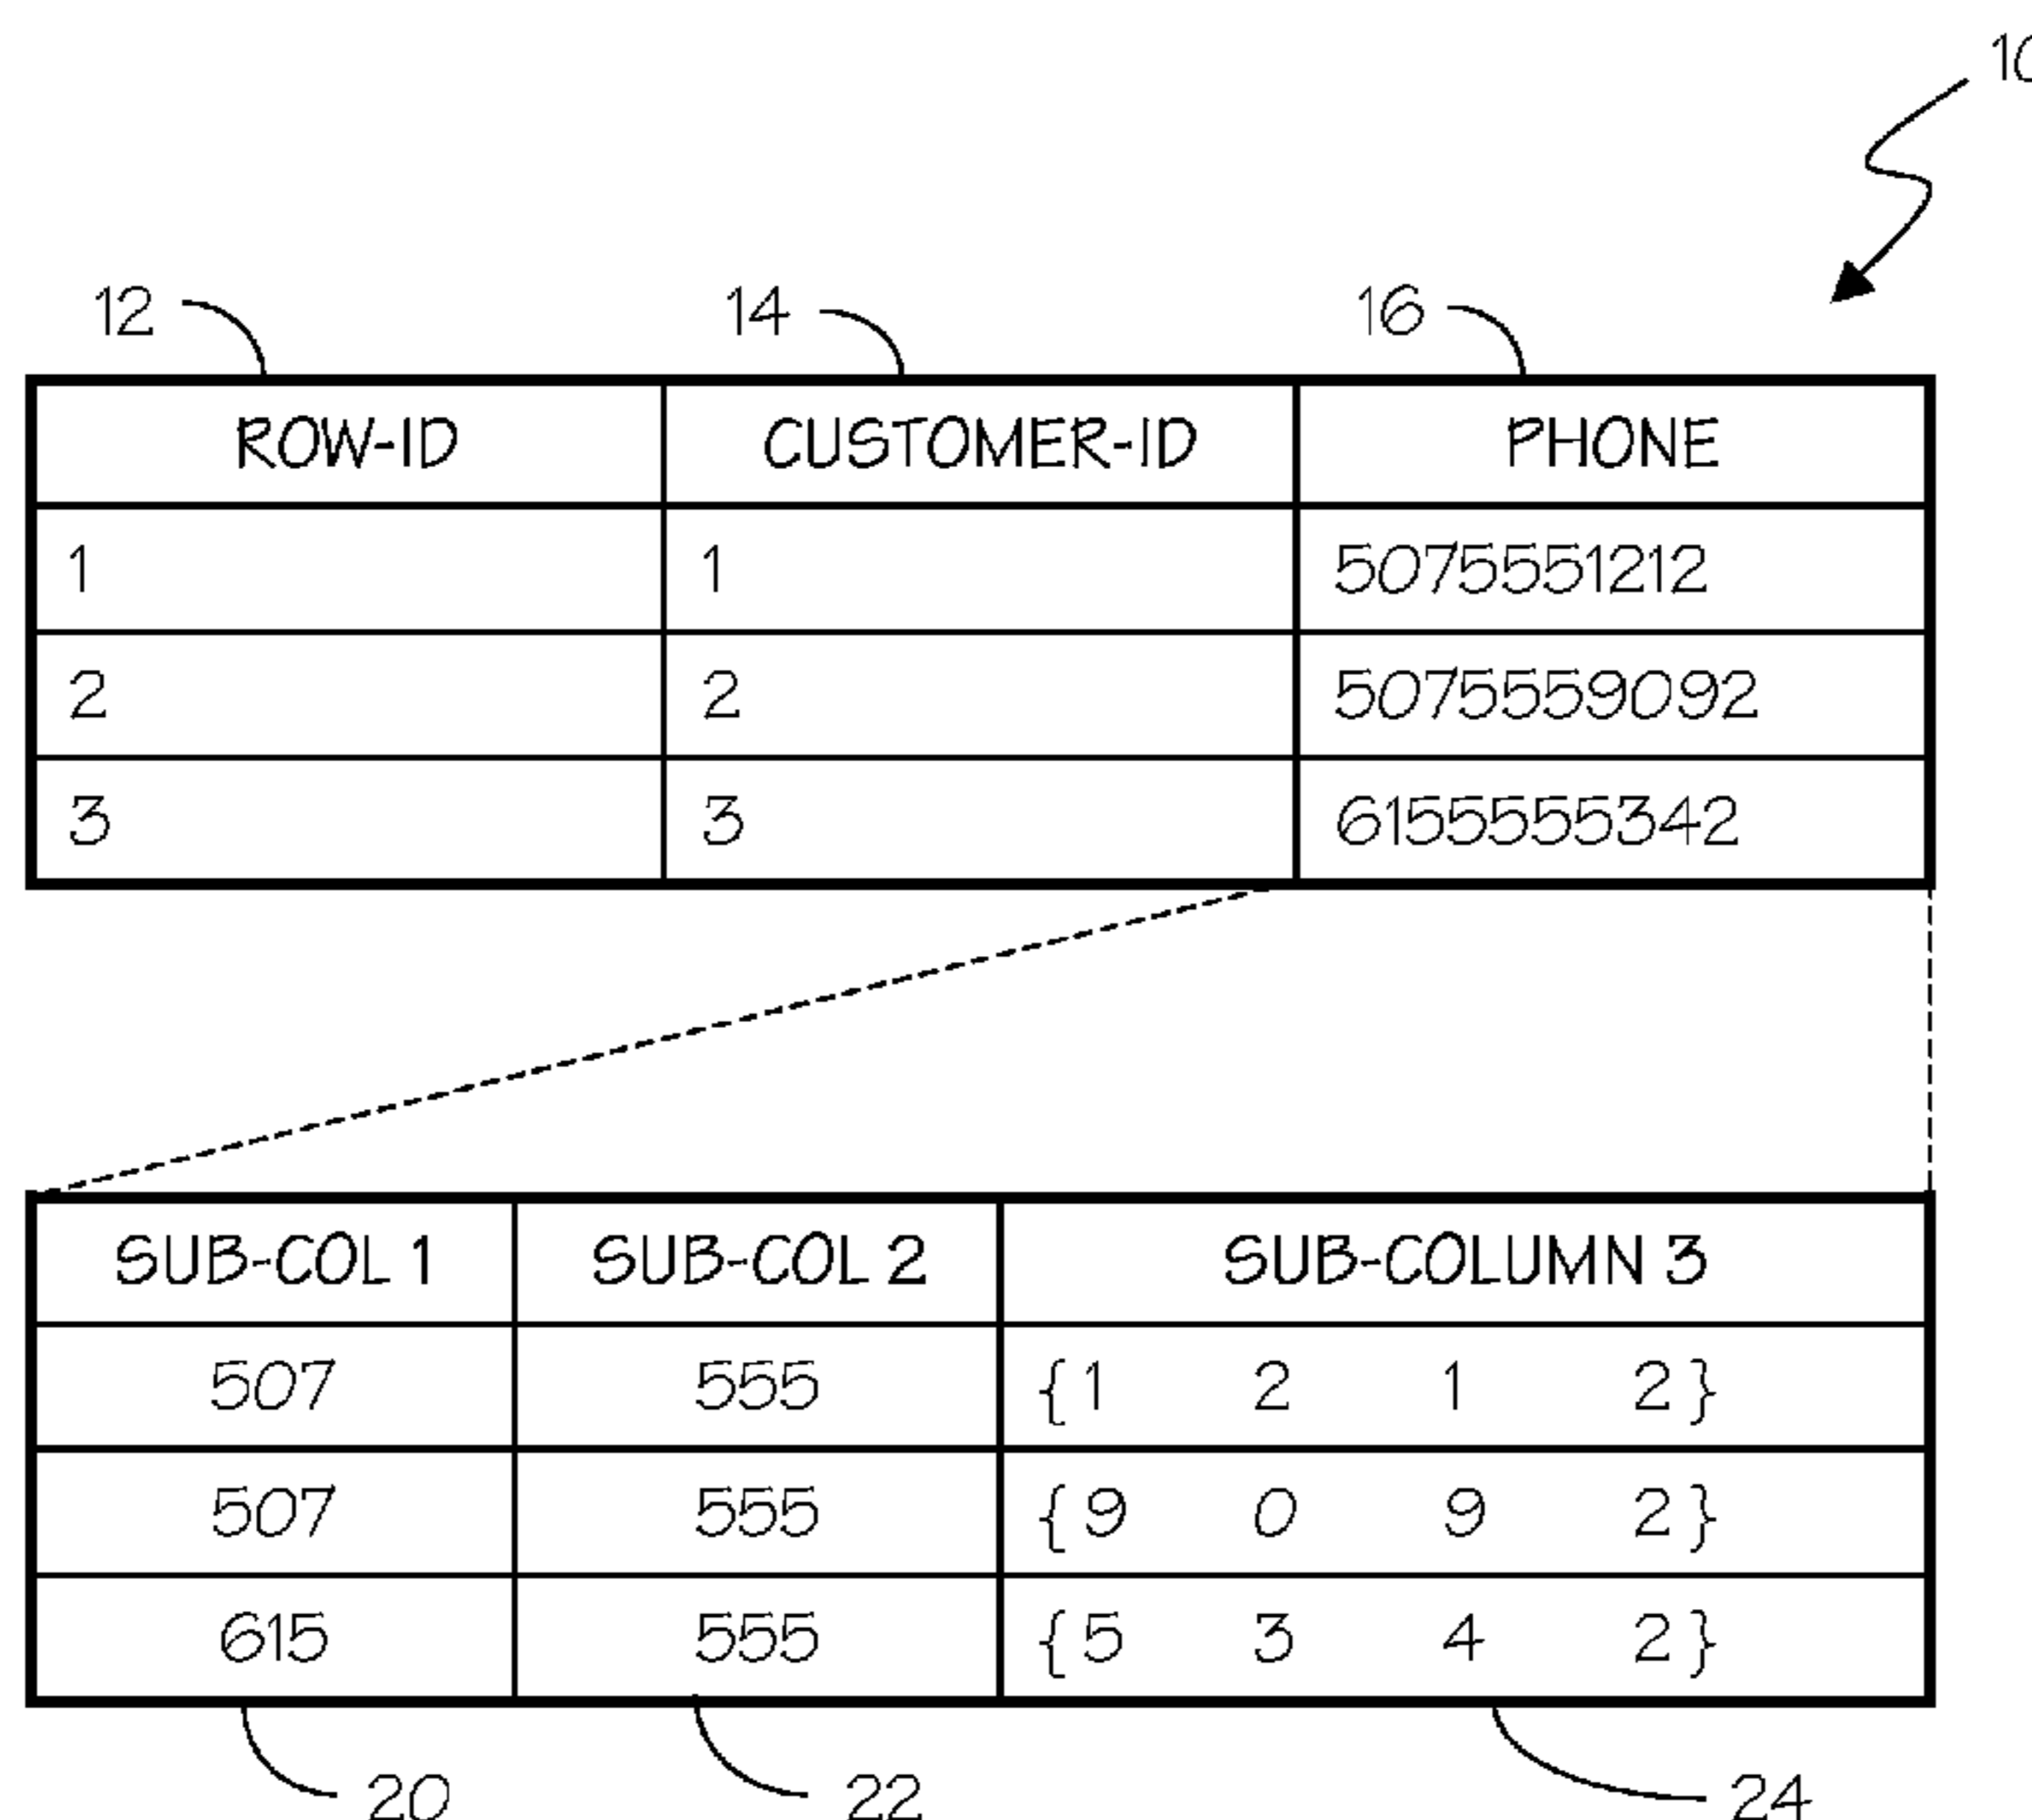 10
12 14 16
ROW-ID CUSTOMER-ID PHONE
1 1 5075551212
2 2 5075559092
3 3 6155555342
SUB-COL 1 SUB-COL 2 SUB-COLUMN 3
507 555 {1 2 1 2}
507 555 {9 0 9 2}
615 555 {5 3 4 2}
20 22 24